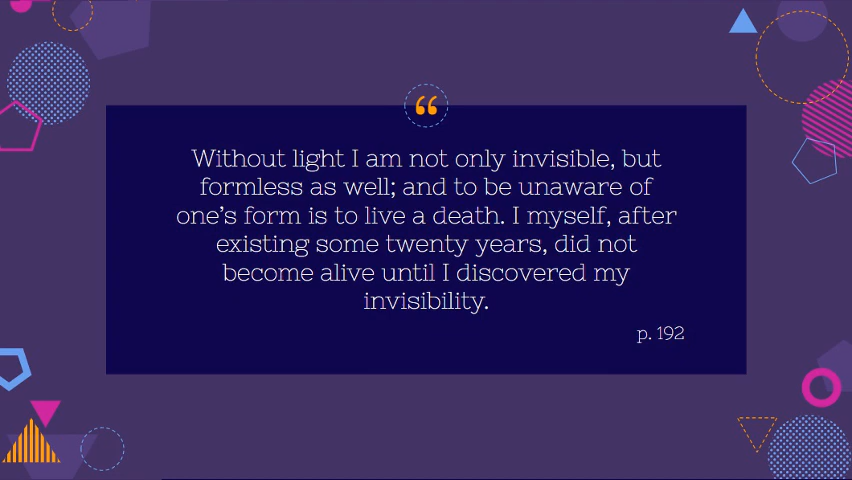 “
Without light I am not only invisible, but
formless as well; and to be unaware of
one’s form is to live a death. I myself, after
existing some twenty years, did not
become alive until I discovered my
invisibility.
p. 192